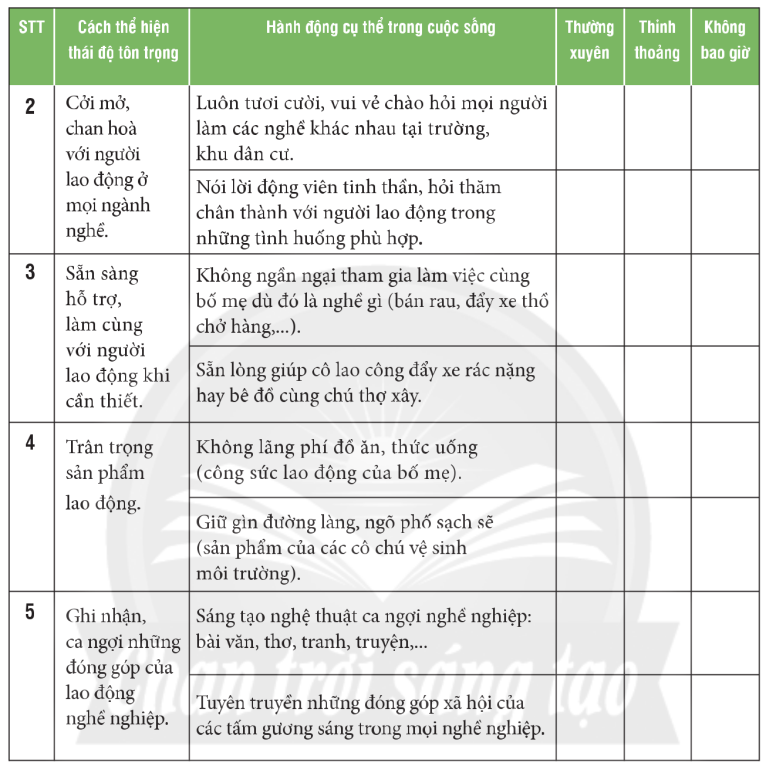 STT
Cách thể hiện
thái độ tôn trọng
Hành động cụ thể trong cuộc sống
Thường
xuyên
Thỉnh
thoảng
Không
bao giờ
2
Cởi mở,
chan hoà
với người
lao động ở
mọi ngành
nghề.
Luôn tươi cười, vui vẻ chào hỏi mọi người
làm các nghề khác nhau tại trường,
khu dân cư.
Nói lời động viên tinh thần, hỏi thăm
chân thành với người lao động trong
những tình huống phù hợp.
3
Sẵn sàng
hỗ trợ,
làm cùng
với người
lao động khi
cần thiết.
Không ngần ngại tham gia làm việc cùng
bố mẹ dù đó là nghề gì (bán rau, đẩy xe thồ
chở hàng,...).
Sẵn lòng giúp cô lao công đẩy xe rác nặng
hay bê đồ cùng chú thợ xây.
4
Trân trọng
sản phẩm
lao động.
Không lãng phí đồ ăn, thức uống
(công sức lao động của bố mẹ).
Giữ gìn đường làng, ngõ phố sạch sẽ
(sản phẩm của các cô chú vệ sinh
môi trường).
5
Ghi nhận,
ca ngợi những
đóng góp của
lao động
nghề nghiệp.
Sáng tạo nghệ thuật ca ngợi nghề nghiệp:
bài văn, thơ, tranh, truyện,...
Tuyên truyền những đóng góp xã hội của
các tấm gương sáng trong mọi nghề nghiệp.
Chân trời sáng tạo